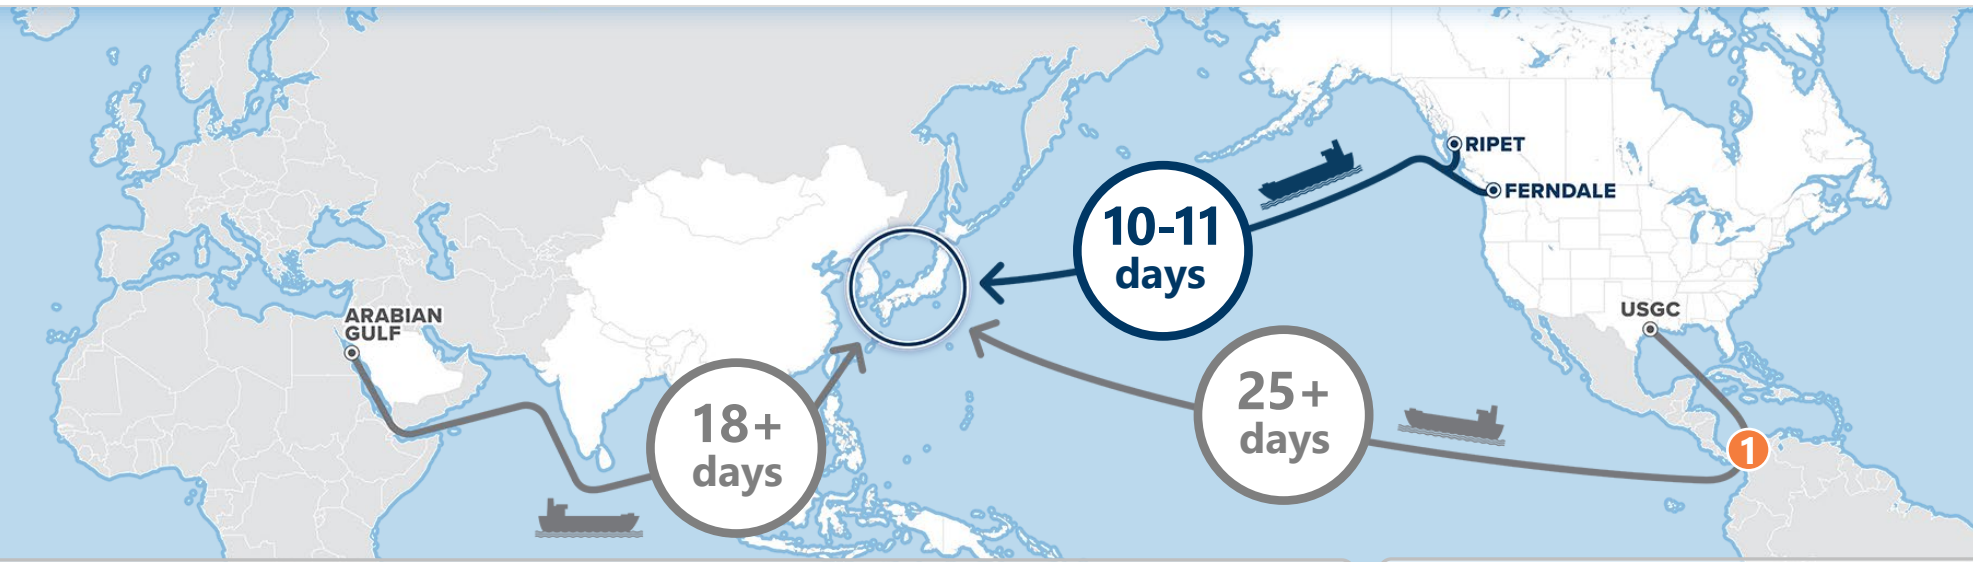 RIPET
FERNDALE
10-11
days
USGC
ARABIAN
GULF
25+
days
18+
days
1